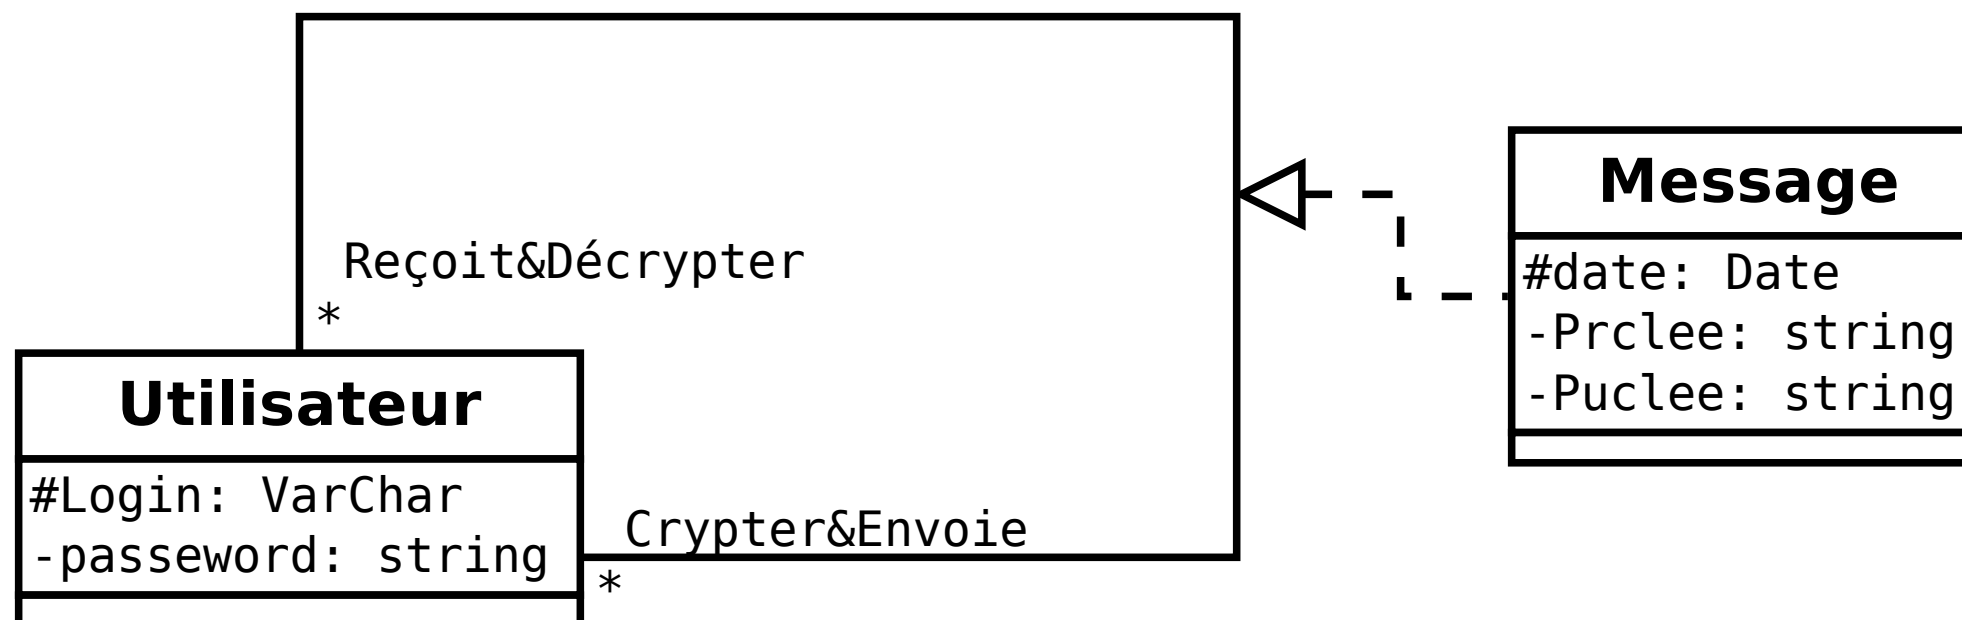 Message
#date: Date
-Prclee: string
-Puclee: string
Reçoit&Décrypter
*
Utilisateur
#Login: VarChar
-passeword: string
Crypter&Envoie
*